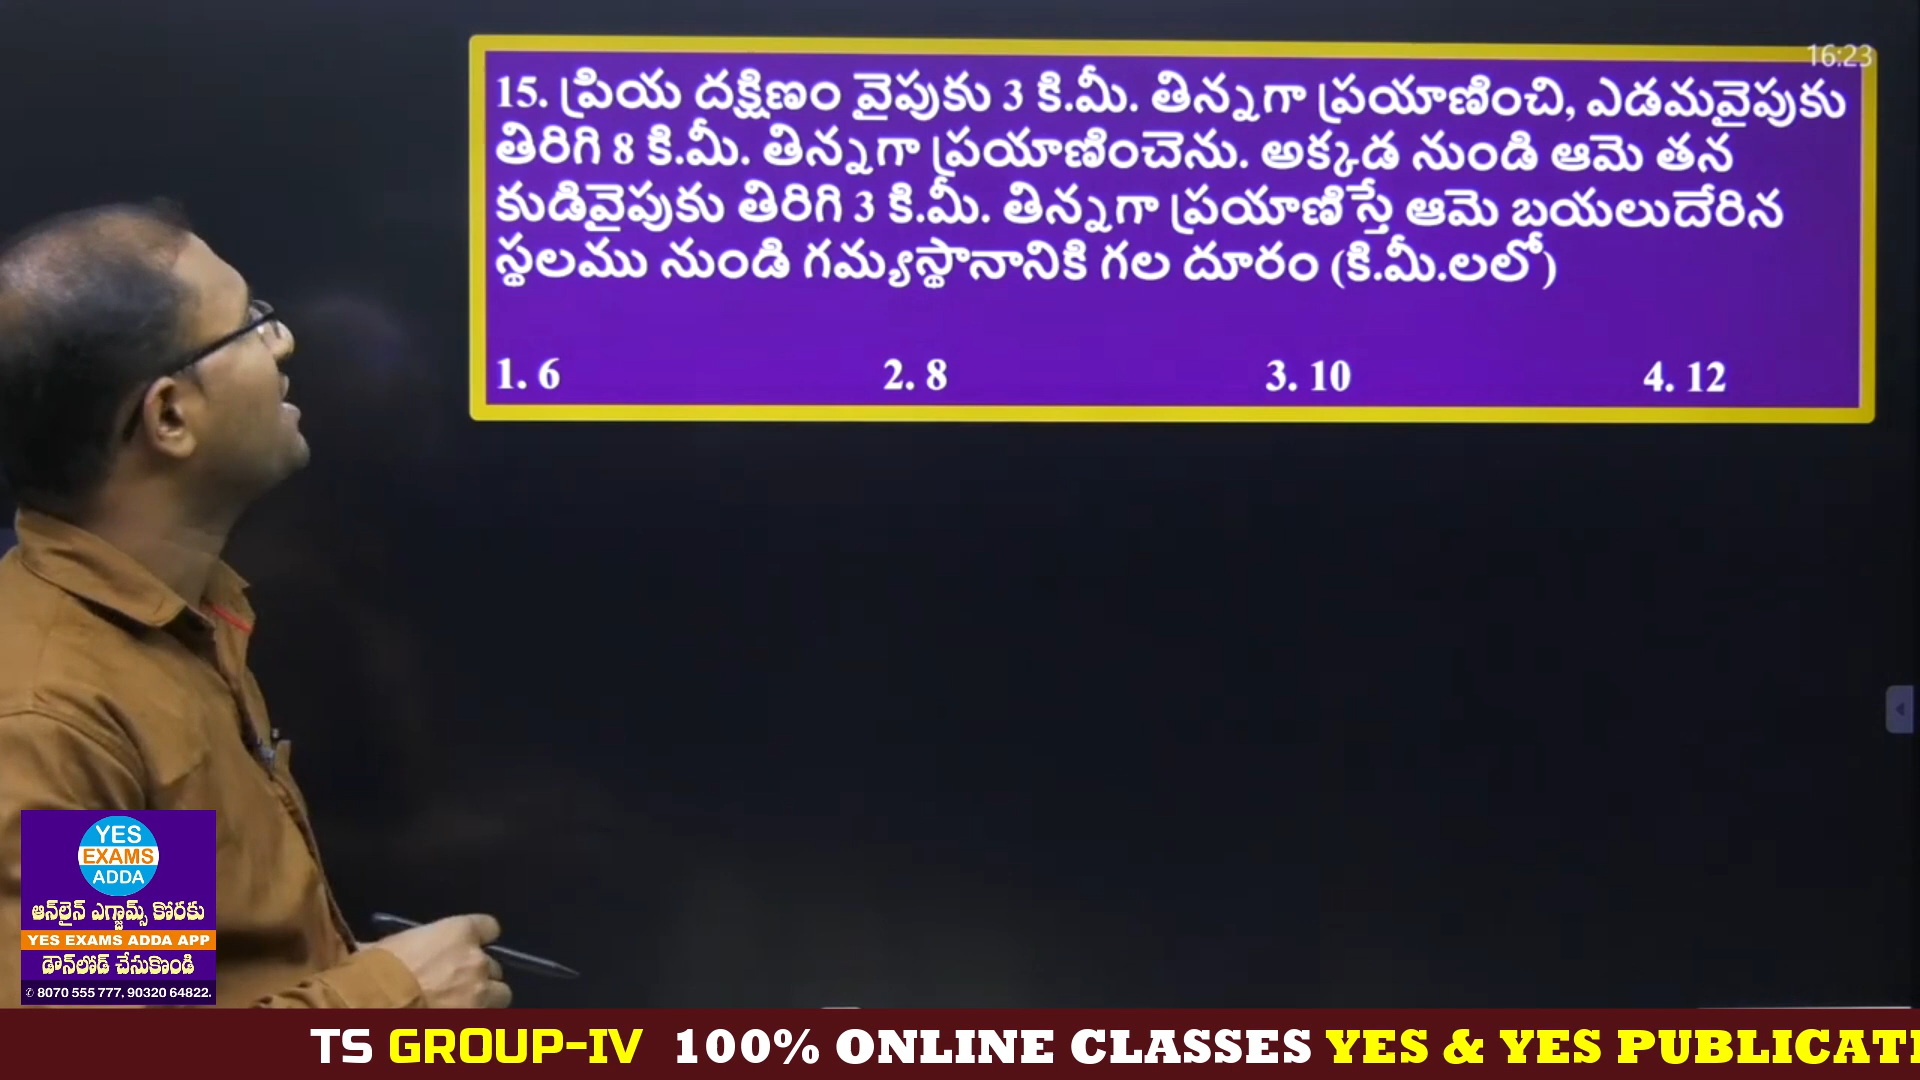 16:23
15. ప్రియ దక్షిణం వైపుకు 3 కి.మీ. తిన్నగా ప్రయాణించి, ఎడమవైపుకు
తిరిగి 8 కి.మీ. తిన్నగా ప్రయాణించెను. అక్కడ నుండి ఆమె తన
కుడివైపుకు తిరిగి 3 కి.మీ. తిన్నగా ప్రయాణిస్తే ఆమె బయలుదేరిన
స్థలము నుండి గమ్యస్థానానికి గల దూరం (కి.మీ.లలో)
1. 6 2. 8 3. 10 4. 12
YES
EXAMS
ADDA
ఆన్‌లైన్ ఎగ్జామ్స్ కోరకు
YES EXAMS ADDA APP
డౌన్‌లోడ్ చేసుకొండి
✆ 8070 555 777, 90320 64822.
TS GROUP-IV 100% ONLINE CLASSES YES & YES PUBLICATI